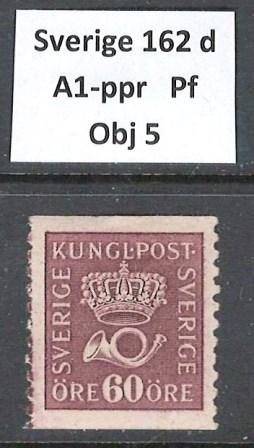 Sverige 162 d
A1-ppr Pf
Obj 5
KUNGL·POST·
SVERIGE
SVERIGE
ÖRE 60 ÖRE